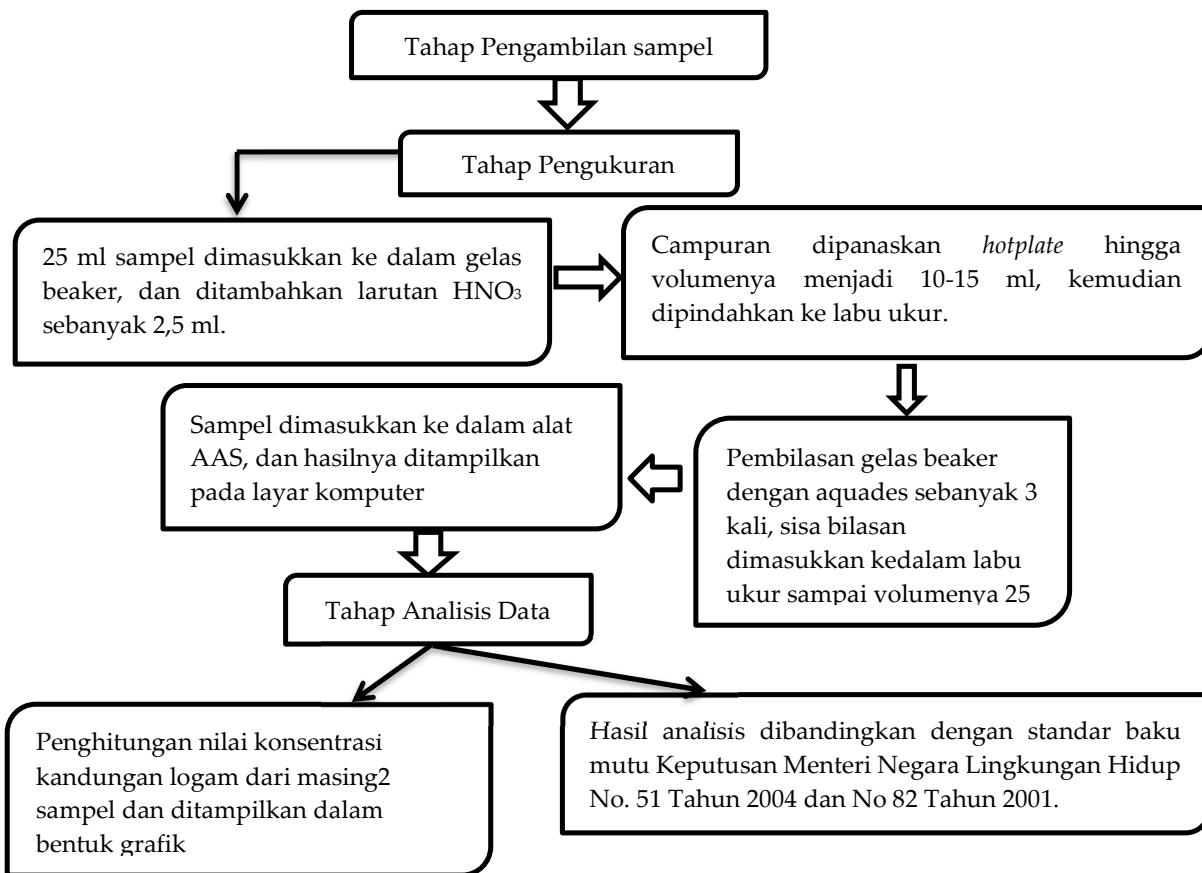 Tahap Pengambilan sampel
Tahap Pengukuran
25 ml sampel dimasukkan ke dalam gelas
beaker, dan ditambahkan larutan HNO₃
sebanyak 2,5 ml.
Campuran dipanaskan hotplate hingga
volumenya menjadi 10-15 ml, kemudian
dipindahkan ke labu ukur.
Pembilasan gelas beaker
dengan aquades sebanyak 3
kali, sisa bilasan
dimasukkan kedalam labu
ukur sampai volumenya 25
Sampel dimasukkan ke dalam alat
AAS, dan hasilnya ditampilkan
pada layar komputer
Tahap Analisis Data
Penghitungan nilai konsentrasi
kandungan logam dari masing2
sampel dan ditampilkan dalam
bentuk grafik
Hasil analisis dibandingkan dengan standar baku
mutu Keputusan Menteri Negara Lingkungan Hidup
No. 51 Tahun 2004 dan No 82 Tahun 2001.